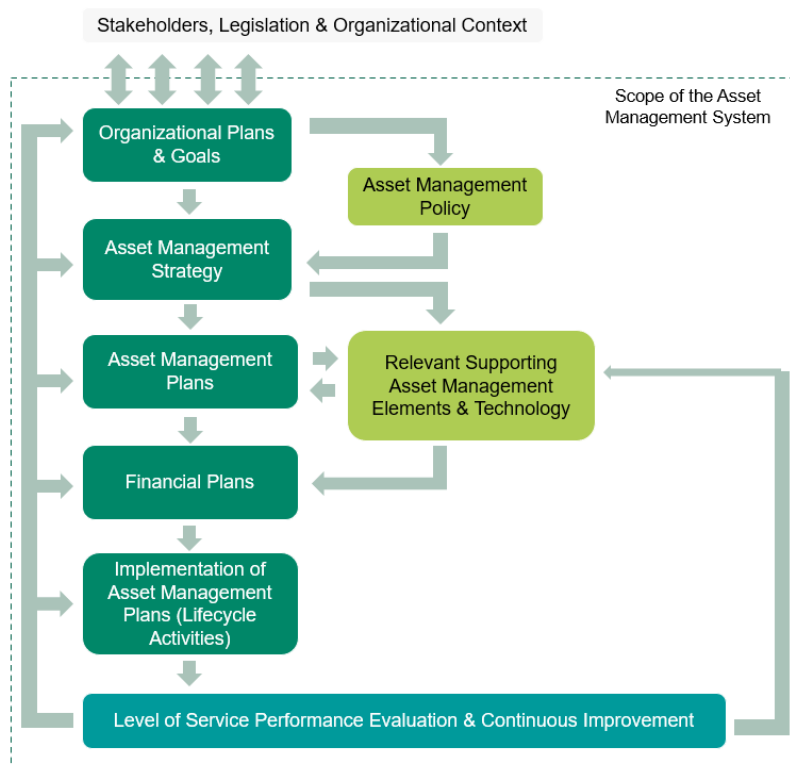 Stakeholders, Legislation & Organizational Context
Scope of the Asset
Management System
Organizational Plans
& Goals
Asset Management
Policy
Asset Management
Strategy
Asset Management
Plans
Relevant Supporting
Asset Management
Elements & Technology
Financial Plans
Implementation of
Asset Management
Plans (Lifecycle
Activities)
Level of Service Performance Evaluation & Continuous Improvement